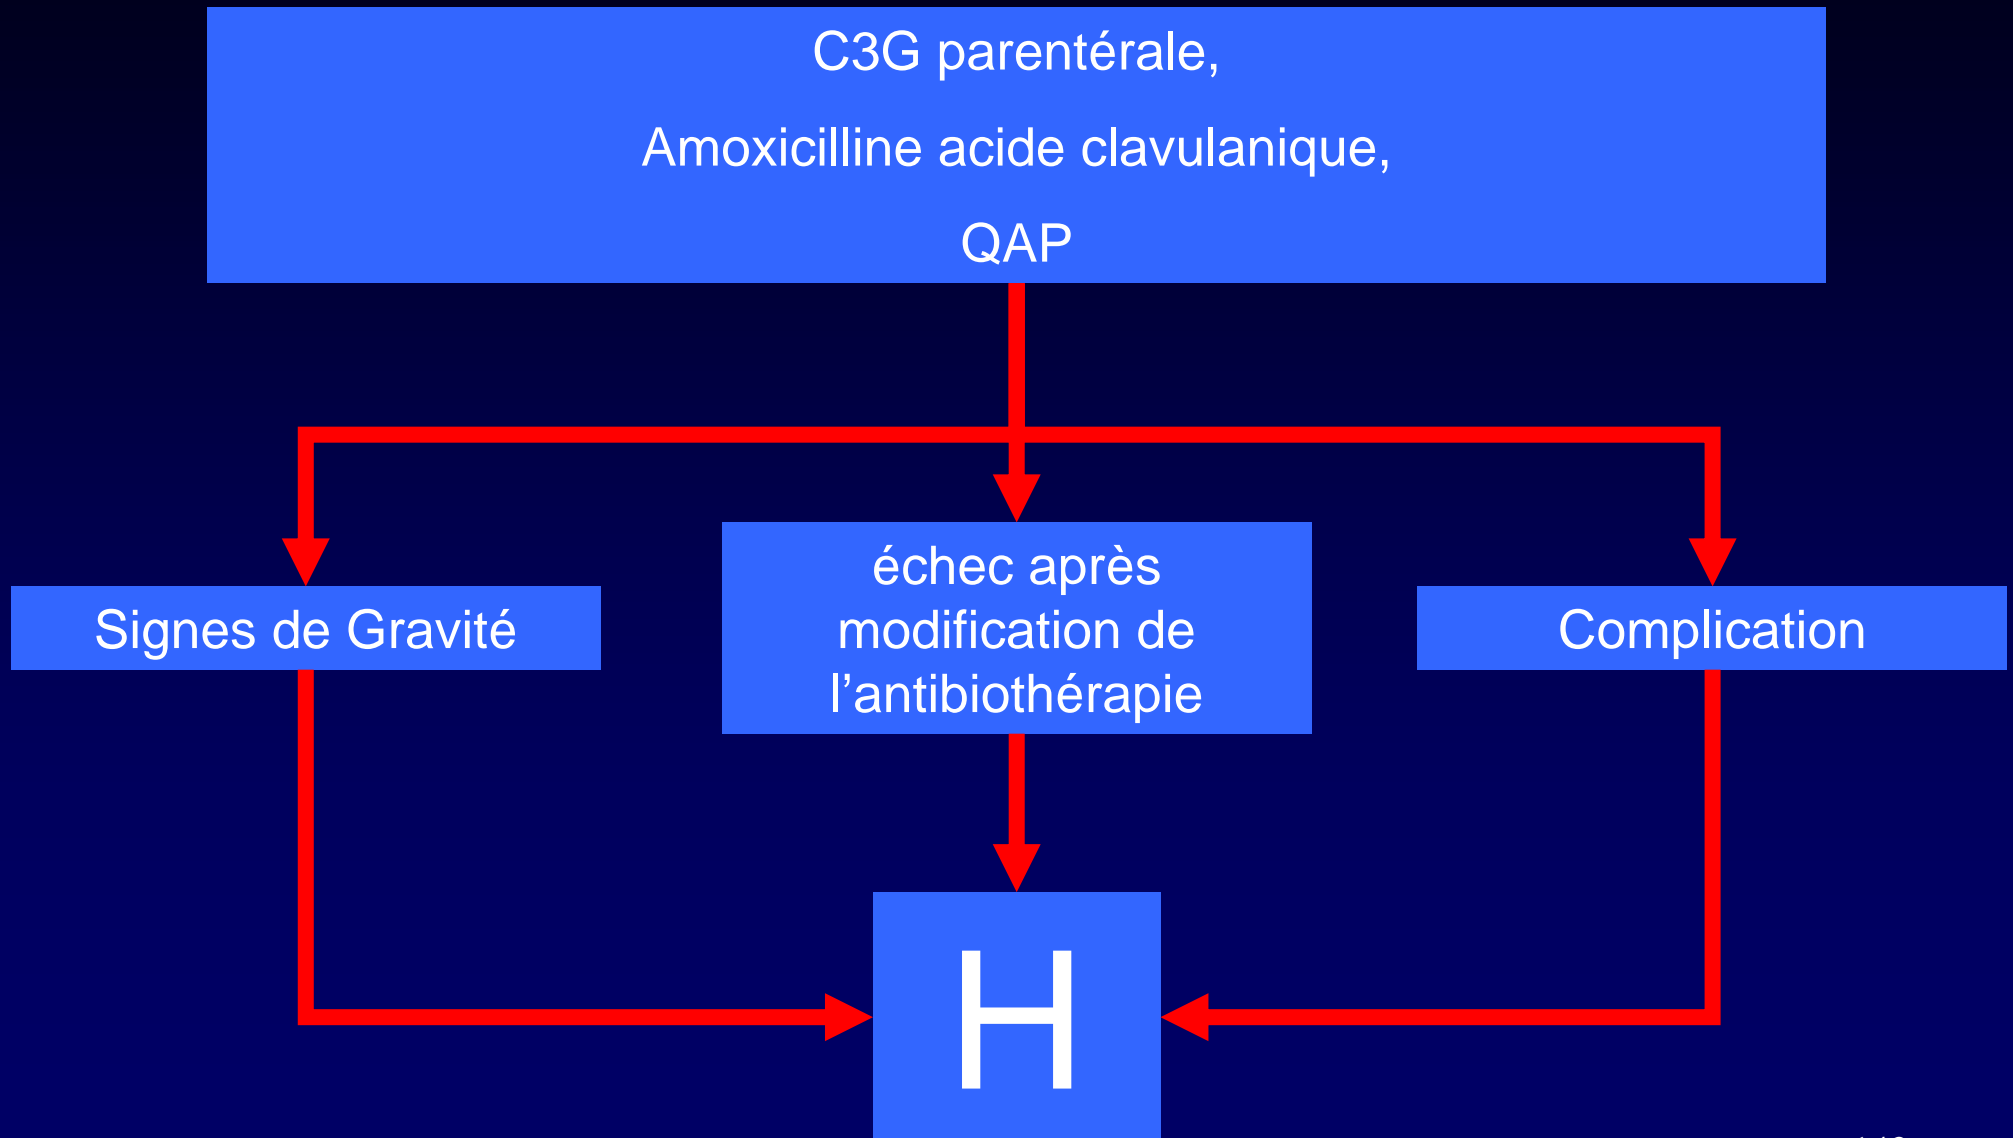 C3G parentérale,
Amoxicilline acide clavulanique,
QAP
Signes de Gravité
échec après
modification de
l’antibiothérapie
Complication
H